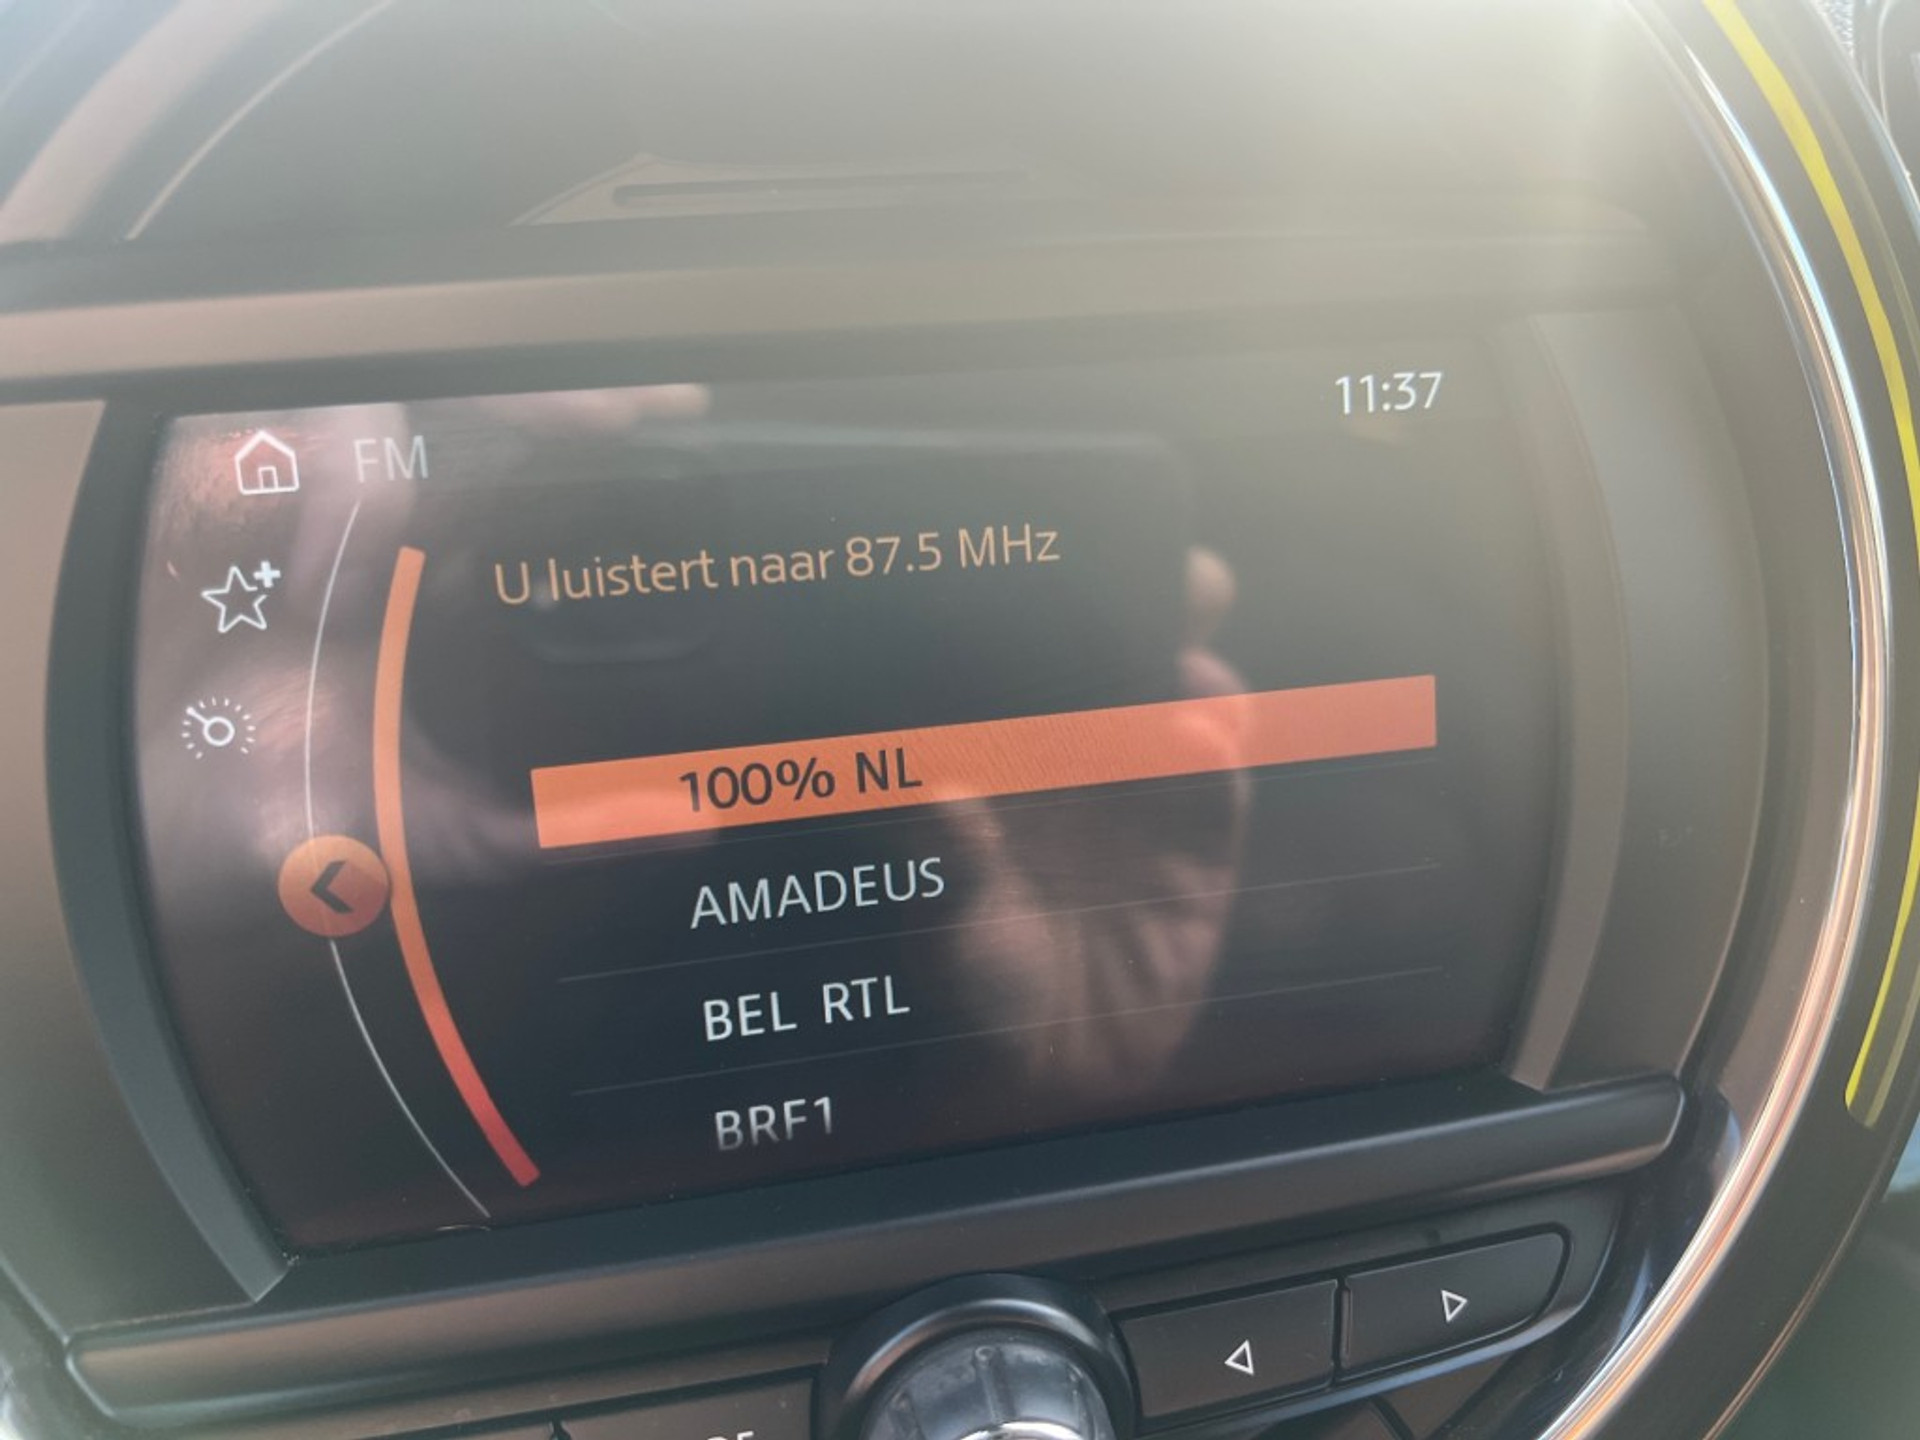 FM
11:37
U luistert naar 87.5 MHz
100% NL
AMADEUS
BEL RTL
BRF1